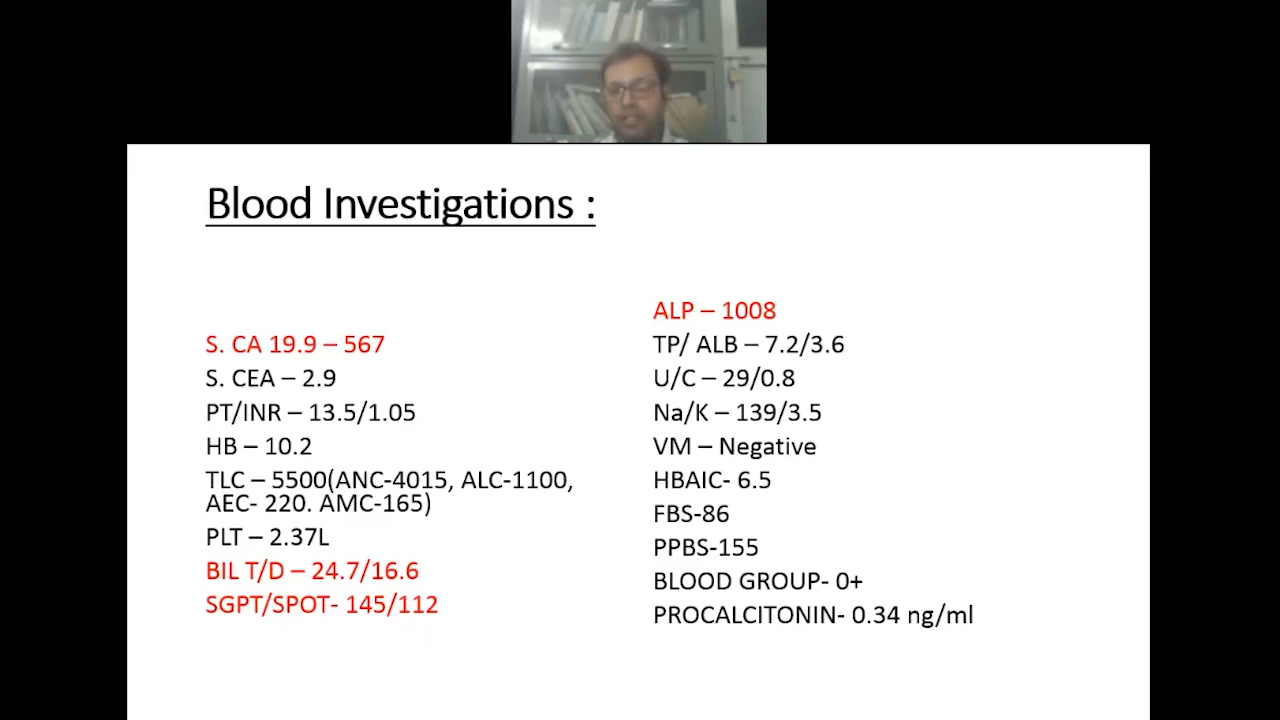 Blood Investigations :
S. CA 19.9 – 567
S. CEA – 2.9
PT/INR – 13.5/1.05
HB – 10.2
TLC – 5500(ANC-4015, ALC-1100,
AEC- 220. AMC-165)
PLT – 2.37L
BIL T/D – 24.7/16.6
SGPT/SPOT- 145/112
ALP – 1008
TP/ ALB – 7.2/3.6
U/C – 29/0.8
Na/K – 139/3.5
VM – Negative
HBAIC- 6.5
FBS-86
PPBS-155
BLOOD GROUP- 0+
PROCALCITONIN- 0.34 ng/ml